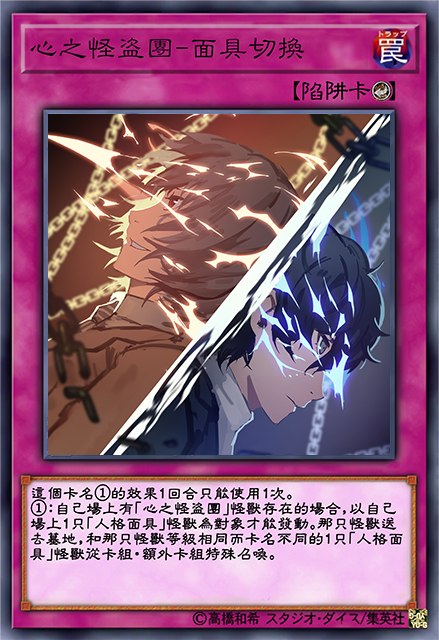 心之怪盜團-面具切換
トラップ
罠
【陷阱卡】
這個卡名①的效果1回合只能使用1次。
①：自己場上有「心之怪盜團」怪獸存在的場合，以自己
場上1只「人格面具」怪獸為對象才能發動。那只怪獸送
去墓地，和那只怪獸等級相同而卡名不同的1只「人格面
具」怪獸從卡組·額外卡組特殊召喚。
©高橋和希 スタジオ・ダイス/集英社